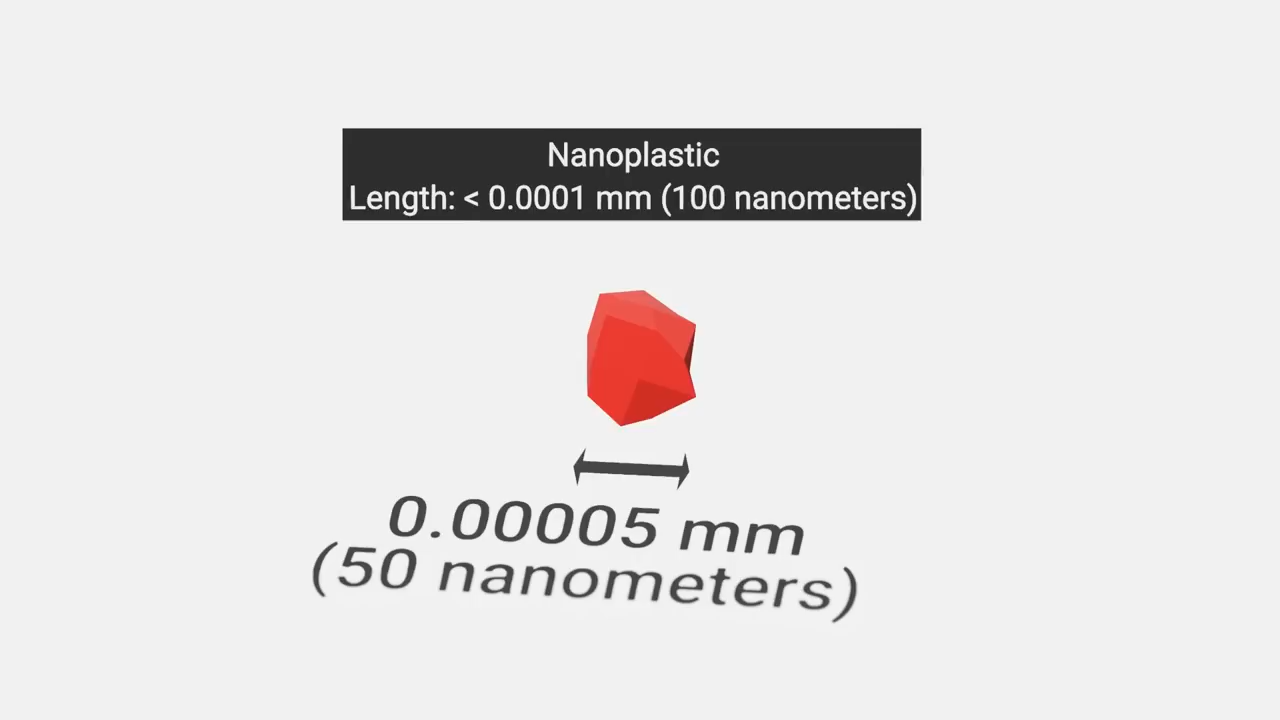 Nanoplastic
Length: < 0.0001 mm (100 nanometers)
0.00005 mm
(50 nanometers)